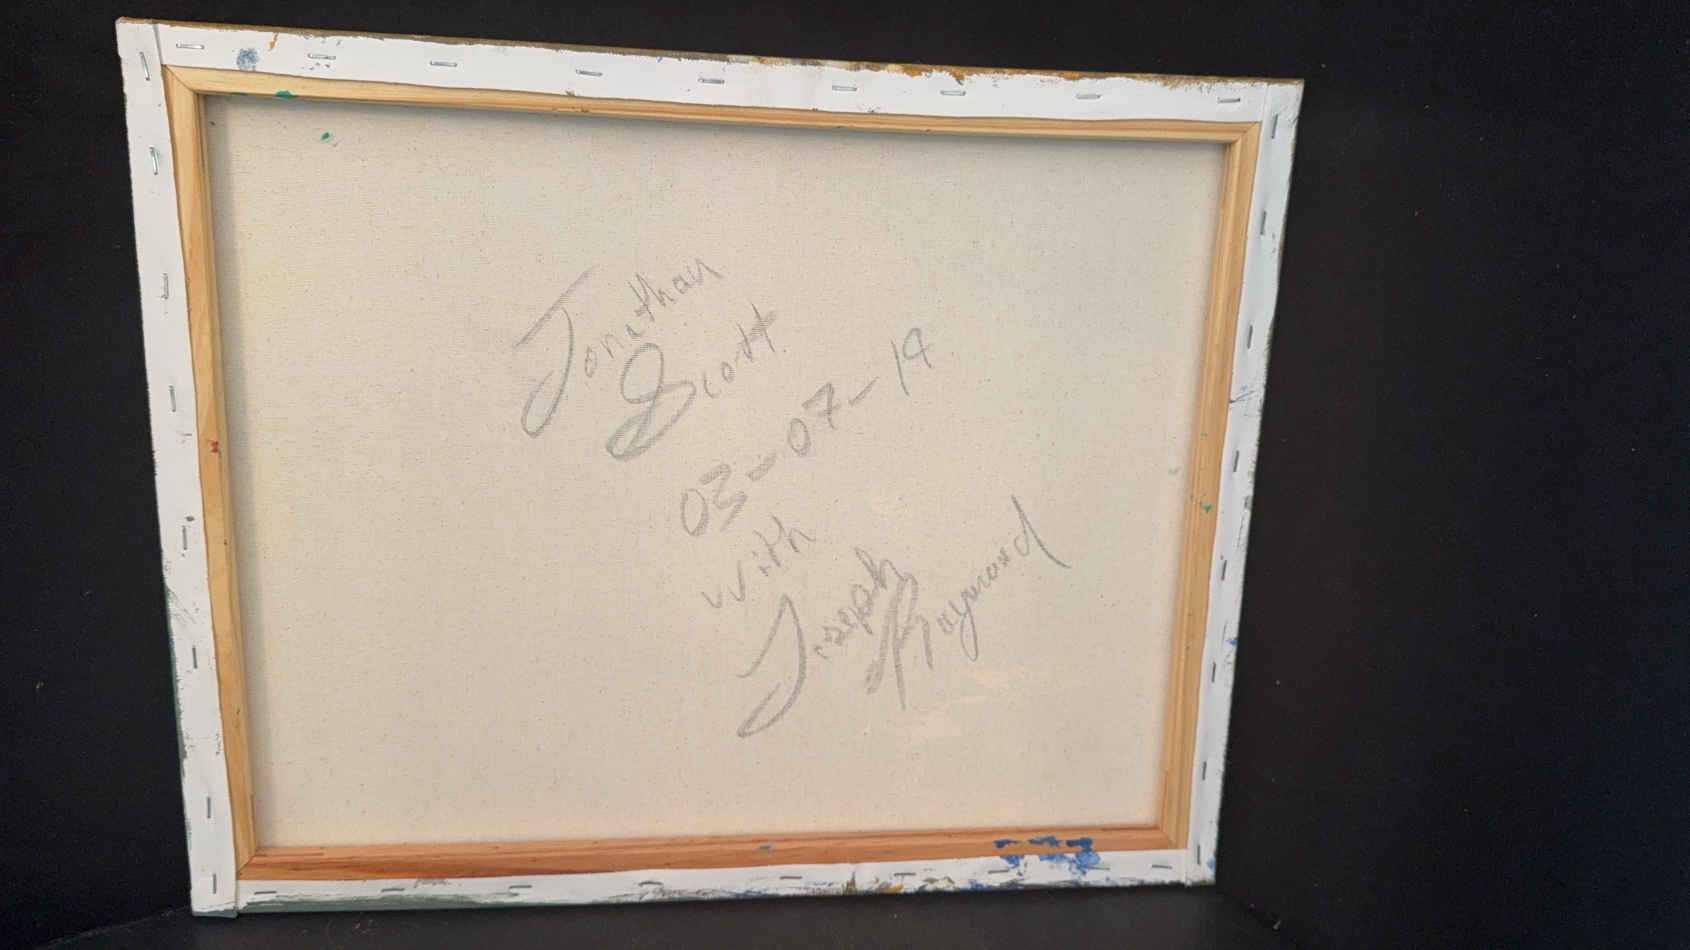 Jonathan
Scott
03-07-19
with
Joseph
Raymond